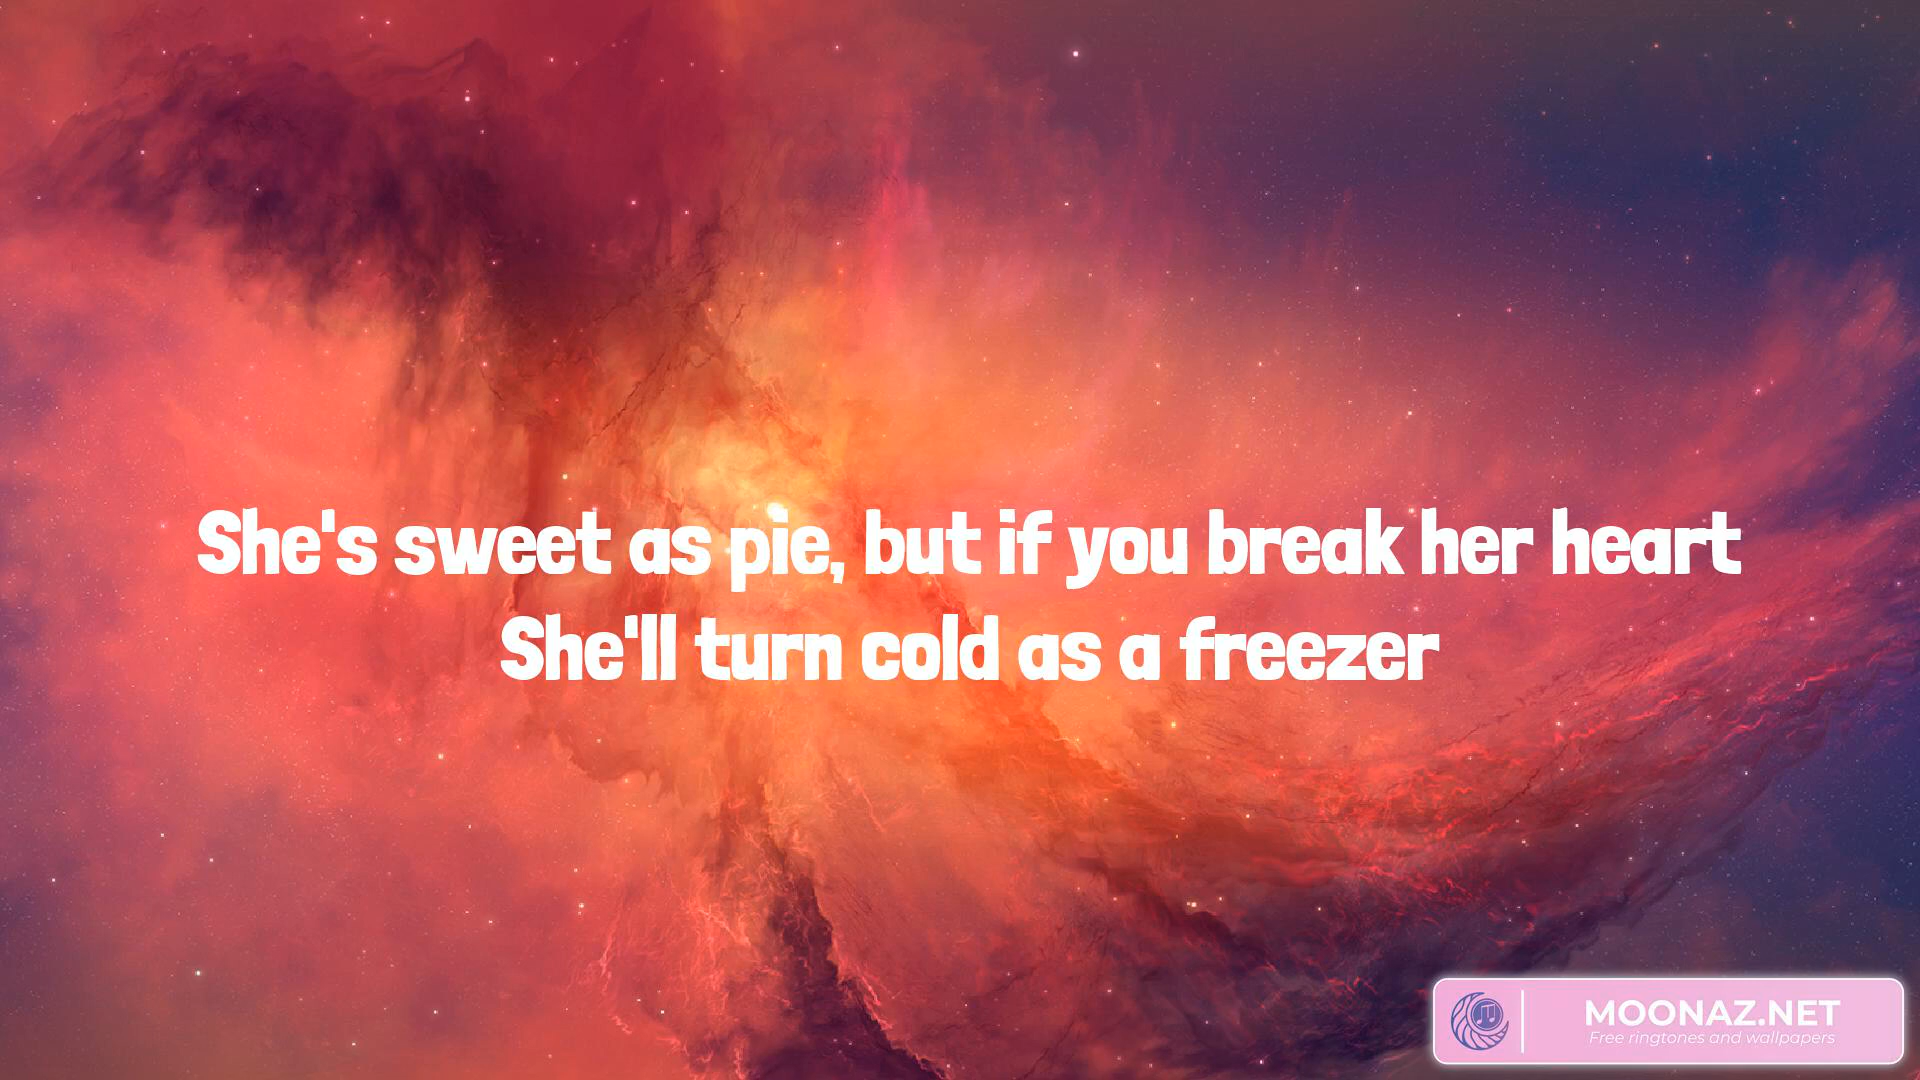 She's sweet as pie, but if you break her heart
She'll turn cold as a freezer
MOONAZ.NET
Free ringtones and wallpapers